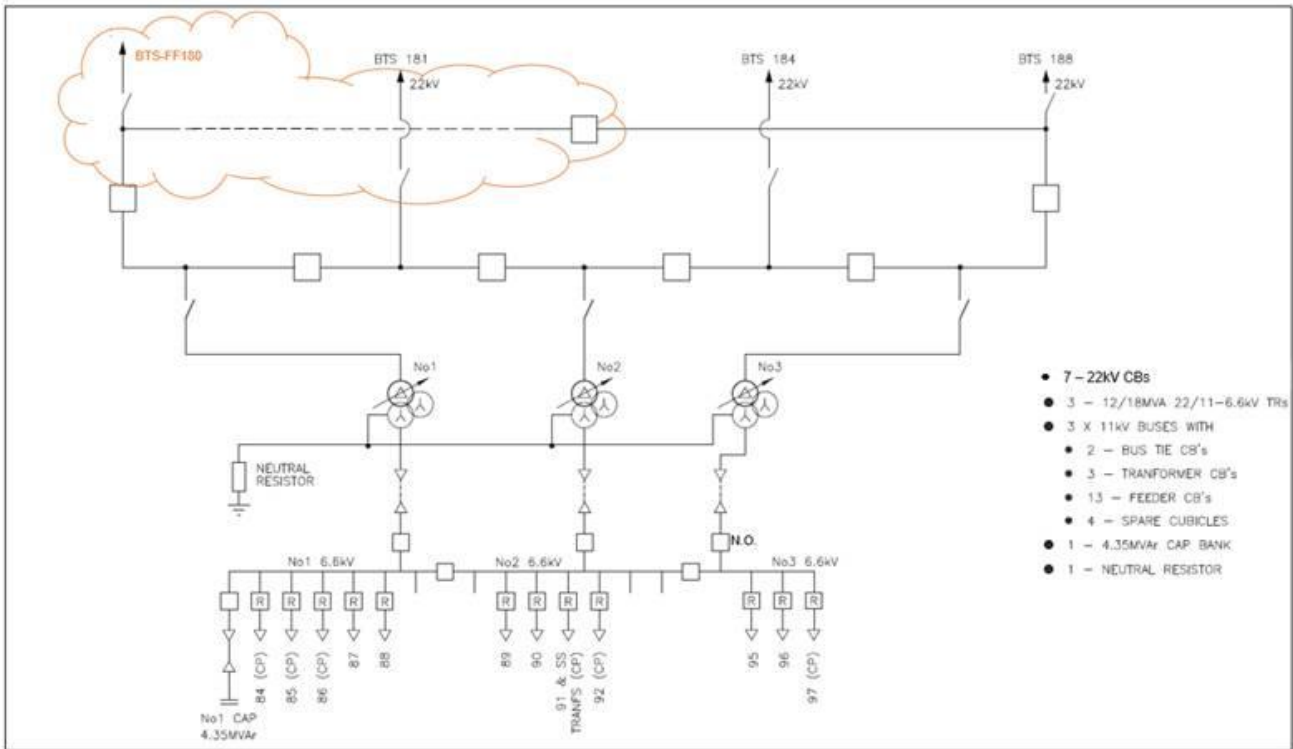 BTS-FF180
BTS 181
22kV
BTS 184
22kV
BTS 188
22kV
No1
No2
No3
NEUTRAL
RESISTOR
N.O.
No1 6.6kV
No2 6.6kV
No3 6.6kV
R
R
R
R
R
R
R
R
R
R
R
R
84 (CP)
85 (CP)
86 (CP)
87
88
89
90
91 & SS
TRANFS (CP)
92 (CP)
95
96
97 (CP)
No1 CAP
4.35MVAr
• 7 – 22kV CBs
● 3 – 12/18MVA 22/11–6.6kV TRs
● 3 X 11kV BUSES WITH
● 2 – BUS TIE CB's
● 3 – TRANFORMER CB's
● 13 – FEEDER CB's
● 4 – SPARE CUBICLES
● 1 – 4.35MVAr CAP BANK
● 1 – NEUTRAL RESISTOR